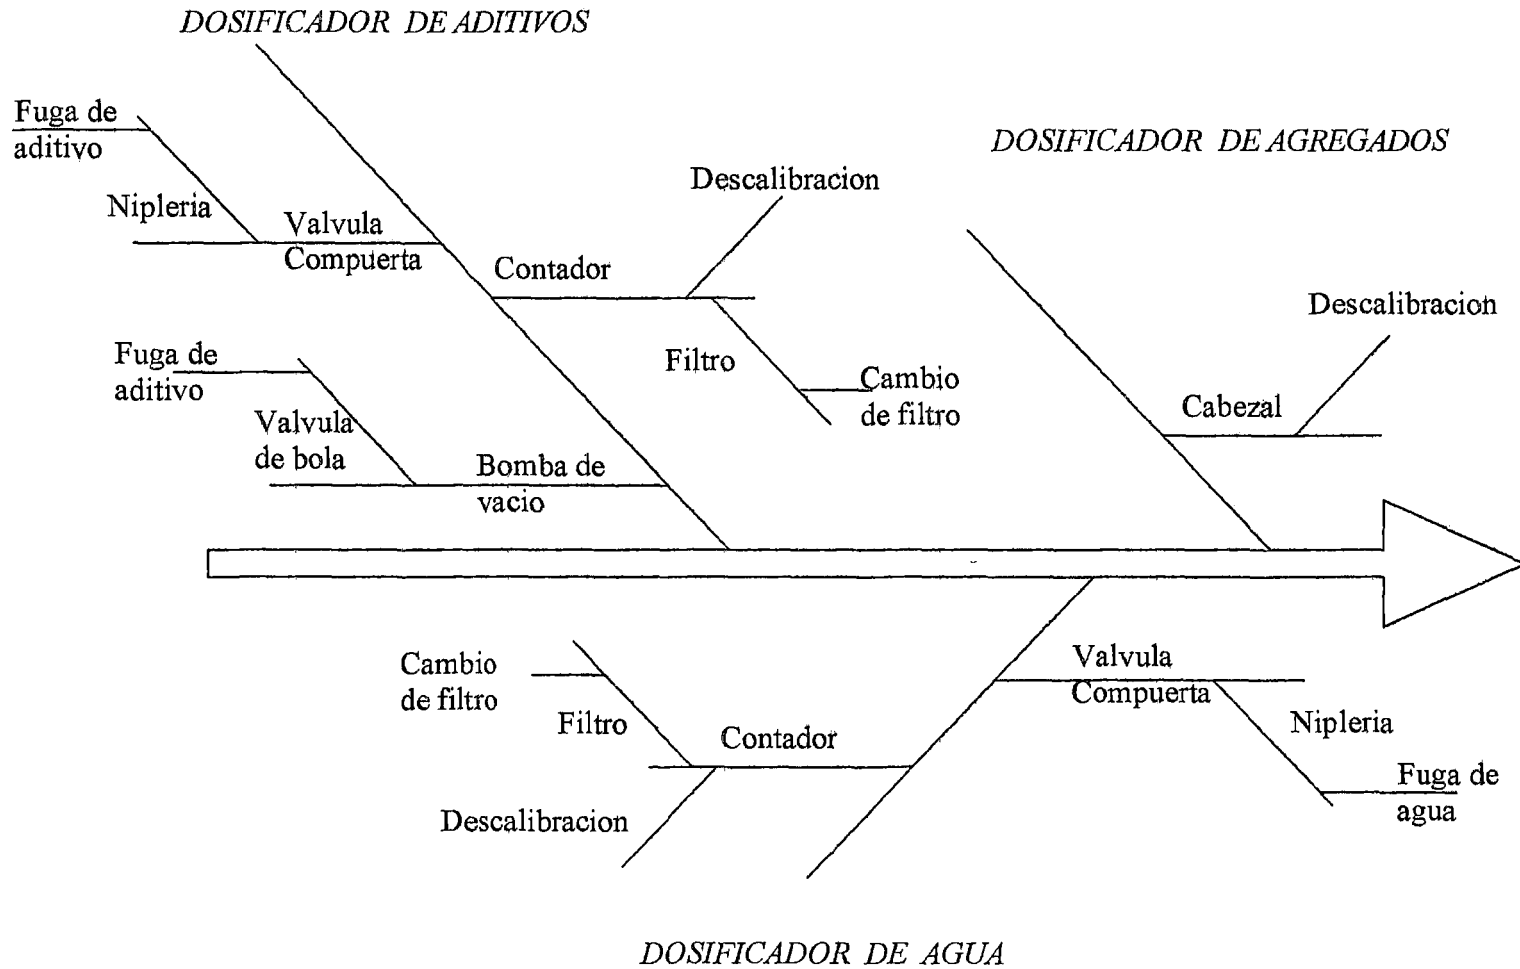 DOSIFICADOR DE ADITIVOS
Fuga de
aditivo
Nipleria
Valvula
Compuerta
Contador
Descalibracion
Filtro
Cambio
de filtro
Fuga de
aditivo
Valvula
de bola
Bomba de
vacio
DOSIFICADOR DE AGREGADOS
Descalibracion
Cabezal
Cambio
de filtro
Filtro
Contador
Descalibracion
Valvula
Compuerta
Nipleria
Fuga de
agua
DOSIFICADOR DE AGUA